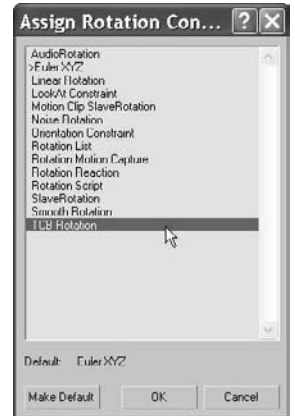 Assign Rotation Con...
AudioRotation
>Euler XYZ
Linear Rotation
LookAt Constraint
Motion Clip SlaveRotation
Noise Rotation
Orientation Constraint
Rotation List
Rotation Motion Capture
Rotation Reaction
Rotation Script
SlaveRotation
Smooth Rotation
TCB Rotation
Default: Euler XYZ
Make Default OK Cancel